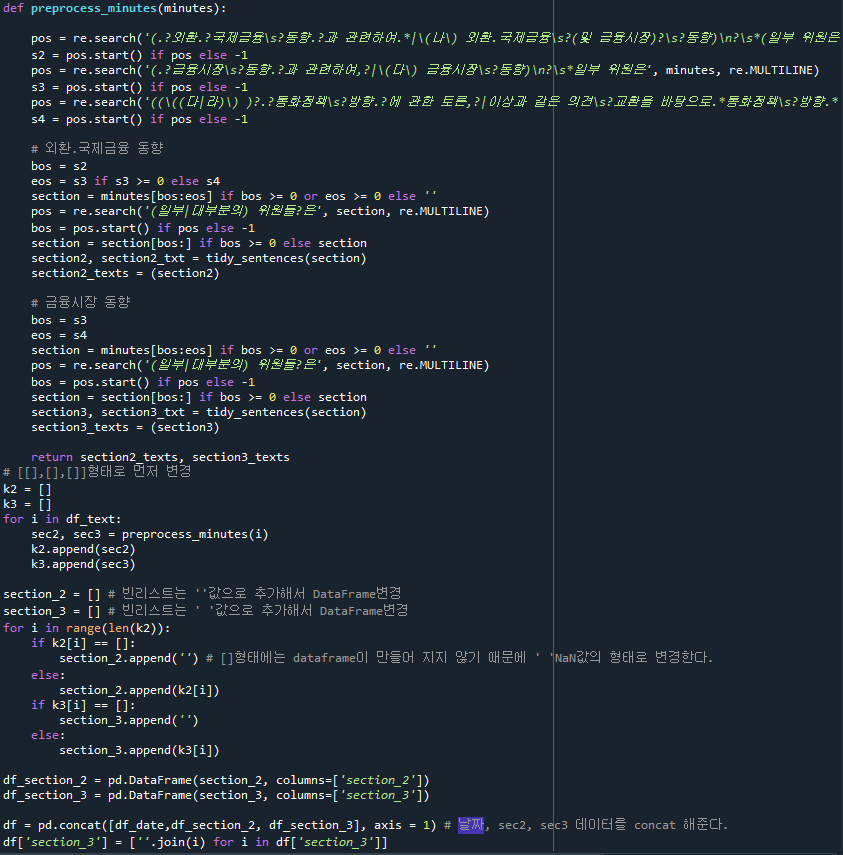 def preprocess_minutes(minutes):
    pos = re.search('(.?외환.?국제금융\s?동향.?과 관련하여.*|\(나\) 외환.국제금융\s?(및 금융시장)?\s?동향)\n?\s*(일부 위원은
    s2 = pos.start() if pos else -1
    pos = re.search('(.?금융시장\s?동향.?과 관련하여,?|\(다\) 금융시장\s?동향)\n?\s*일부 위원은', minutes, re.MULTILINE)
    s3 = pos.start() if pos else -1
    pos = re.search('((\((다|라)\) )?.?통화정책\s?방향.?에 관한 토론,?|이상과 같은 의견\s?교환을 바탕으로.*통화정책\s?방향.*
    s4 = pos.start() if pos else -1
    # 외환.국제금융 동향
    bos = s2
    eos = s3 if s3 >= 0 else s4
    section = minutes[bos:eos] if bos >= 0 or eos >= 0 else ''
    pos = re.search('(일부|대부분의) 위원들?은', section, re.MULTILINE)
    bos = pos.start() if pos else -1
    section = section[bos:] if bos >= 0 else section
    section2, section2_txt = tidy_sentences(section)
    section2_texts = (section2)
    # 금융시장 동향
    bos = s3
    eos = s4
    section = minutes[bos:eos] if bos >= 0 or eos >= 0 else ''
    pos = re.search('(일부|대부분의) 위원들?은', section, re.MULTILINE)
    bos = pos.start() if pos else -1
    section = section[bos:] if bos >= 0 else section
    section3, section3_txt = tidy_sentences(section)
    section3_texts = (section3)
    return section2_texts, section3_texts
# [[],[],[]]형태로 먼저 변경
k2 = []
k3 = []
for i in df_text:
    sec2, sec3 = preprocess_minutes(i)
    k2.append(sec2)
    k3.append(sec3)
section_2 = [] # 빈리스트는 ''값으로 추가해서 DataFrame변경
section_3 = [] # 빈리스트는 ' '값으로 추가해서 DataFrame변경
for i in range(len(k2)):
    if k2[i] == []:
        section_2.append('') # []형태에는 dataframe이 만들어 지지 않기 때문에 ' 'NaN값의 형태로 변경한다.
    else:
        section_2.append(k2[i])
    if k3[i] == []:
        section_3.append('')
    else:
        section_3.append(k3[i])
df_section_2 = pd.DataFrame(section_2, columns=['section_2'])
df_section_3 = pd.DataFrame(section_3, columns=['section_3'])
df = pd.concat([df_date,df_section_2, df_section_3], axis = 1) # 날짜, sec2, sec3 데이터를 concat 해준다.
df['section_3'] = [''.join(i) for i in df['section_3']]